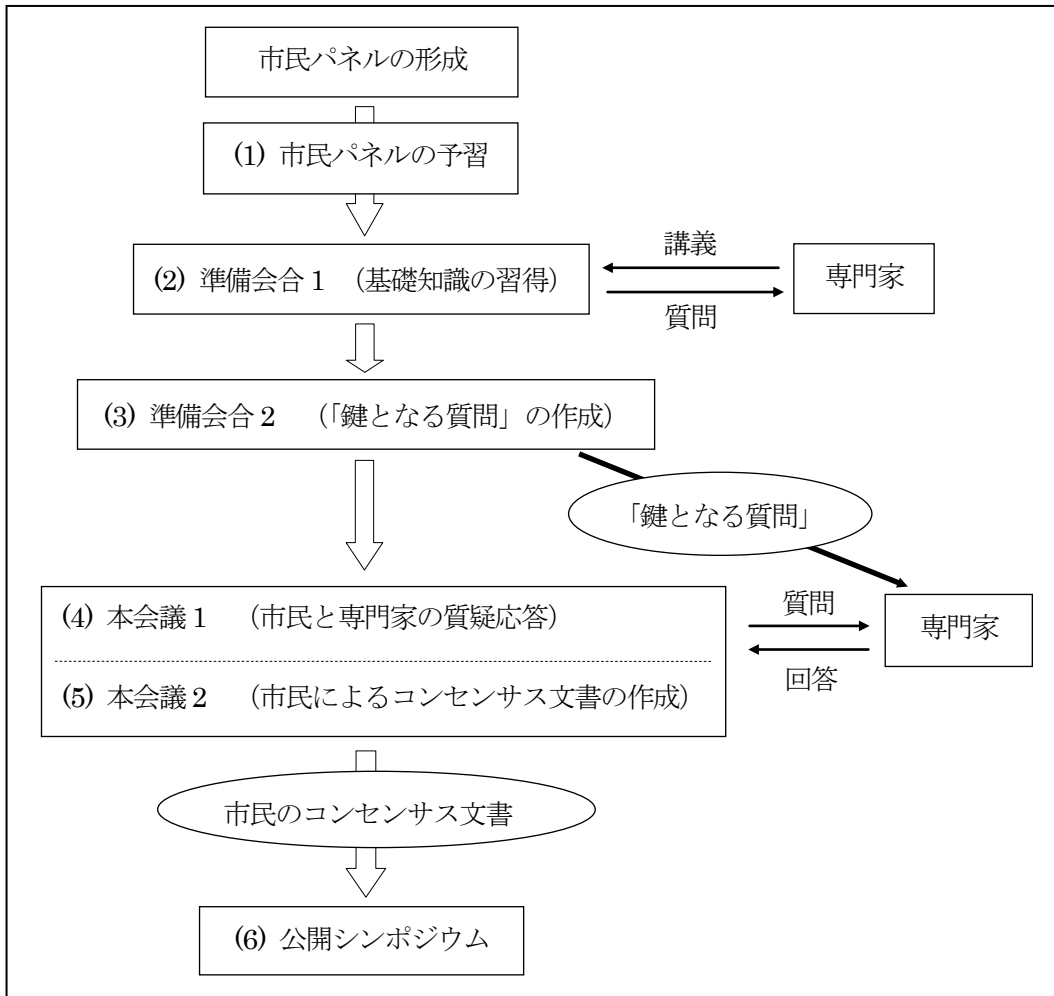 市民パネルの形成
(1) 市民パネルの予習
(2) 準備会合 1 （基礎知識の習得）
講義
質問
専門家
(3) 準備会合 2 （「鍵となる質問」の作成）
「鍵となる質問」
(4) 本会議 1 （市民と専門家の質疑応答）
(5) 本会議 2 （市民によるコンセンサス文書の作成）
質問
回答
専門家
市民のコンセンサス文書
(6) 公開シンポジウム